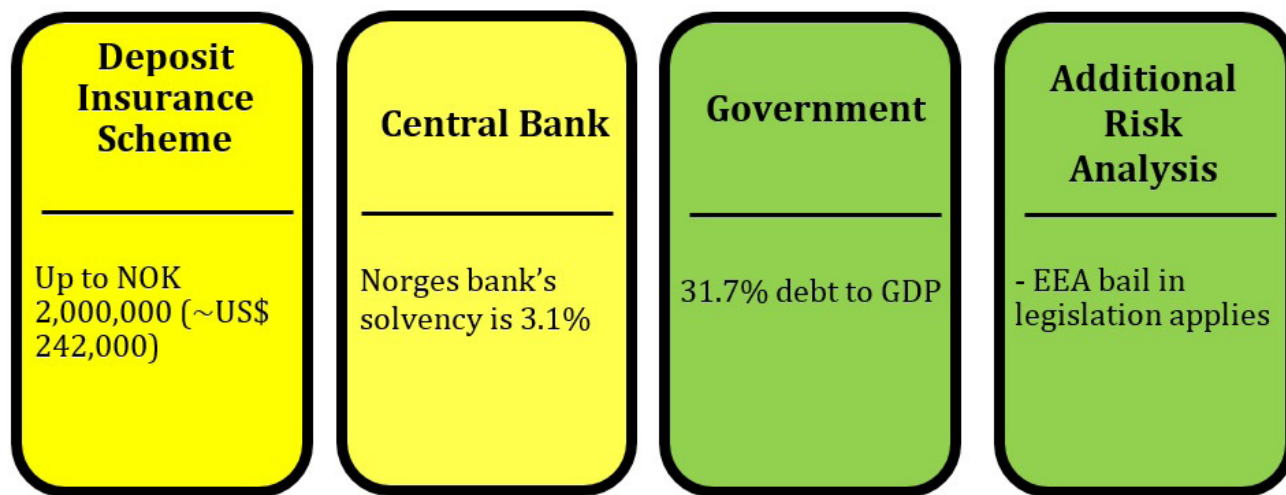 Deposit
Insurance
Scheme
Up to NOK
2,000,000 (~US$
242,000)
Central Bank
Norges bank's
solvency is 3.1%
Government
31.7% debt to GDP
Additional
Risk
Analysis
- EEA bail in
legislation applies